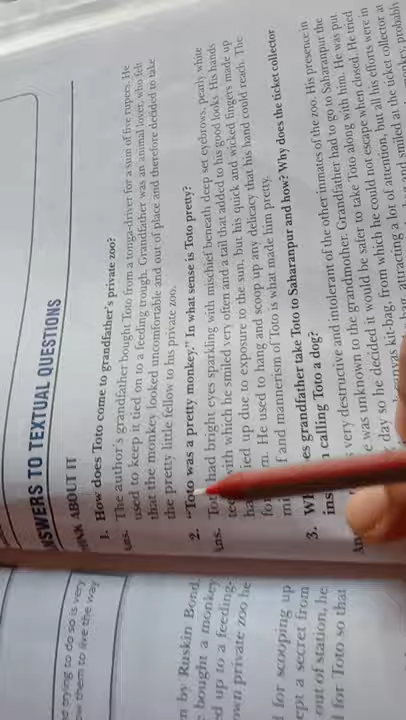 NSWERS TO TEXTUAL QUESTIONS
HINK ABOUT IT
1. How does Toto come to grandfather's private zoo?
Ans. The author's grandfather bought Toto from a tonga-driver for a sum of five rupees. He
used to keep it tied on to a feeding trough. Grandfather was an animal lover, who felt
that the monkey looked uncomfortable and out of place and therefore decided to take
the pretty little fellow to his private zoo.
2. "Toto was a pretty monkey." In what sense is Toto pretty?
Ans. Toto had bright eyes sparkling with mischief beneath deep set eyebrows, pearly white
with which he smiled very often and a tail that added to his good looks. His hands
ied up due to exposure to the sun, but his quick and wicked fingers made up
for m. He used to hang and scoop up any delicacy that his hand could reach. The
f and mannerism of Toto is what made him pretty.
3. es grandfather take Toto to Saharanpur and how? Why does the ticket collector
ins calling Toto a dog?
very destructive and intolerant of the other inmates of the zoo. His presence in
e was unknown to the grandmother. Grandfather had to go to Saharanpur the
day so he decided it would be safer to take Toto along with him. He was put
kit-bag, from which he could not escape when closed. He tried
bag, attracting a lot of attention, but all his efforts were in
and smiled at the ticket collector at
probably
d trying to do so is very
them to live the way
n by Ruskin Bond.
bought a monkey
ed up to a feeding-
own private zoo he
d for scooping up
ept a secret from
out of station, he
for Toto so that